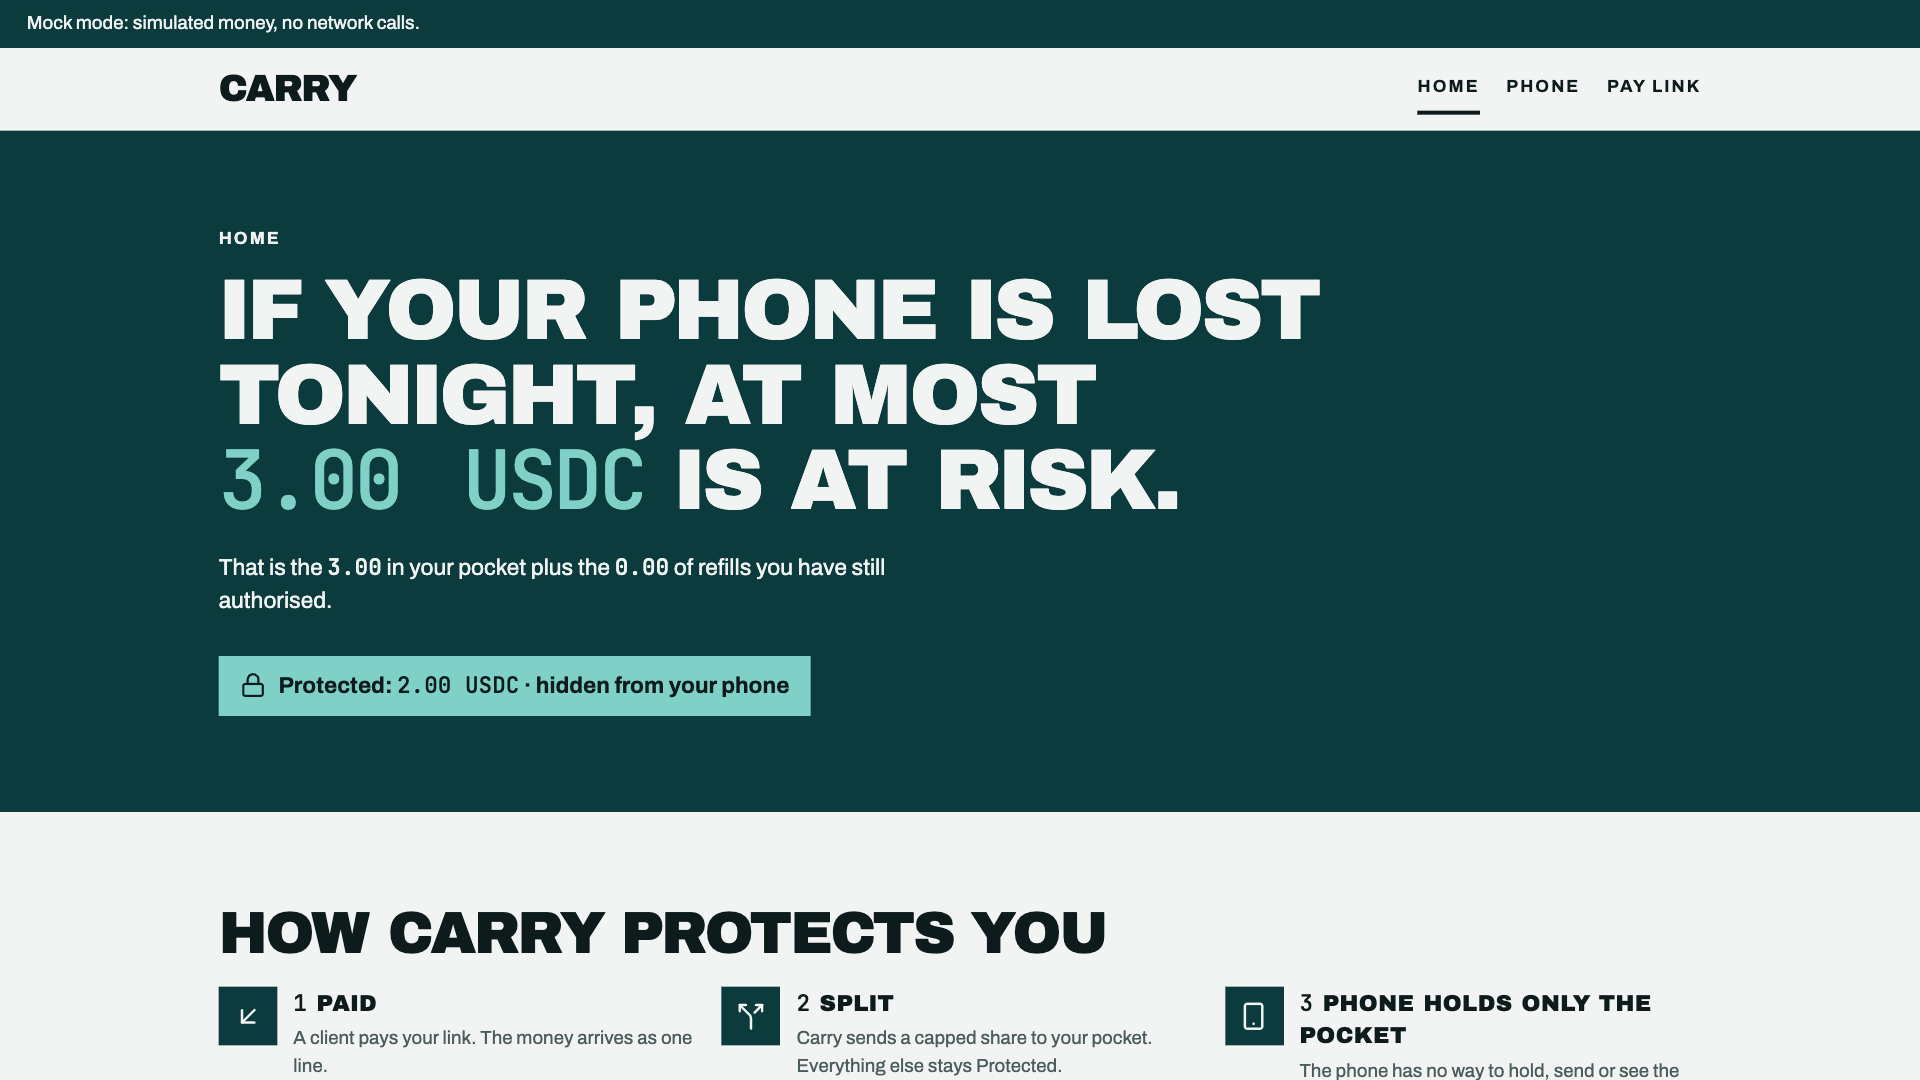 Mock mode: simulated money, no network calls.
CARRY
HOME PHONE PAY LINK
HOME
IF YOUR PHONE IS LOST
TONIGHT, AT MOST
3.00 USDC IS AT RISK.
That is the 3.00 in your pocket plus the 0.00 of refills you have still
authorised.
Protected: 2.00 USDC · hidden from your phone
HOW CARRY PROTECTS YOU
1 PAID
A client pays your link. The money arrives as one
line.
2 SPLIT
Carry sends a capped share to your pocket.
Everything else stays Protected.
3 PHONE HOLDS ONLY THE
POCKET
The phone has no way to hold, send or see the